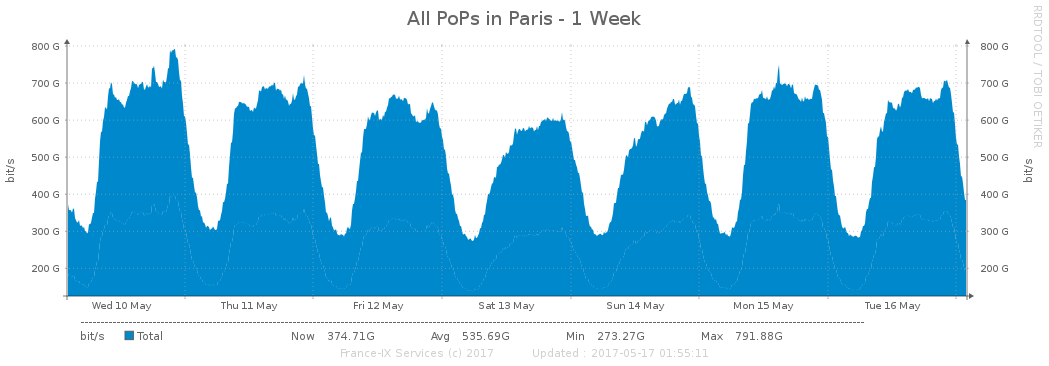 All PoPs in Paris - 1 Week
RRDTOOL / TOBI OETIKER
bit/s
bit/s
800 G
800 G
700 G
700 G
600 G
600 G
500 G
500 G
400 G
400 G
300 G
300 G
200 G
200 G
Wed 10 May Thu 11 May Fri 12 May Sat 13 May Sun 14 May Mon 15 May Tue 16 May
bit/s Total Now 374.71G Avg 535.69G Min 273.27G Max 791.88G
France-IX Services (c) 2017 Updated : 2017-05-17 01:55:11